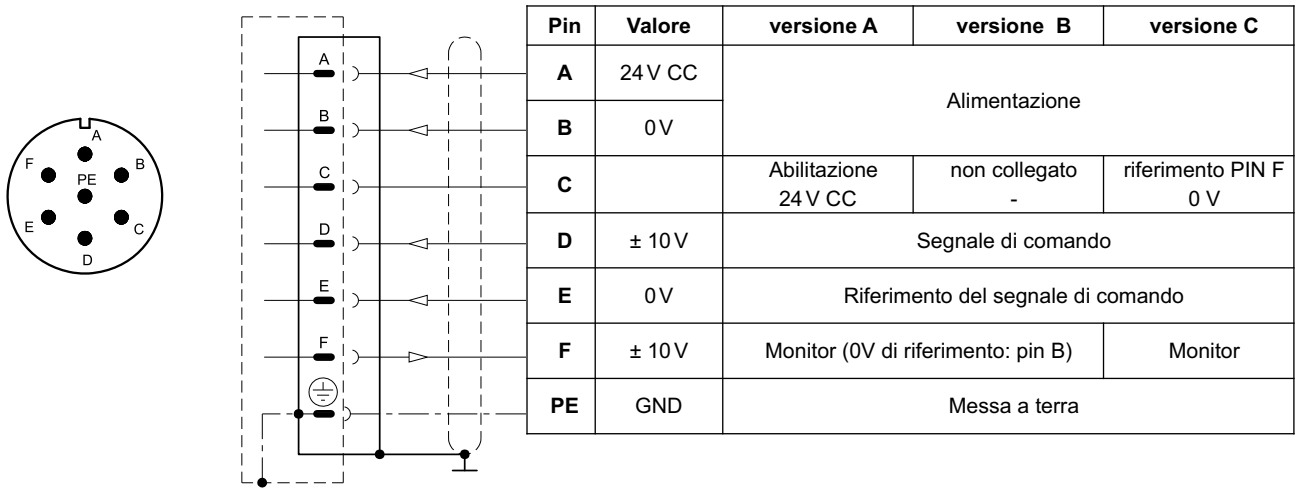 A
B
C
D
E
F
PE
A
B
C
D
E
F
Pin Valore versione A versione B versione C
A 24 V CC Alimentazione
B 0 V
C Abilitazione 24 V CC non collegato - riferimento PIN F 0 V
D ± 10 V Segnale di comando
E 0 V Riferimento del segnale di comando
F ± 10 V Monitor (0V di riferimento: pin B) Monitor
PE GND Messa a terra